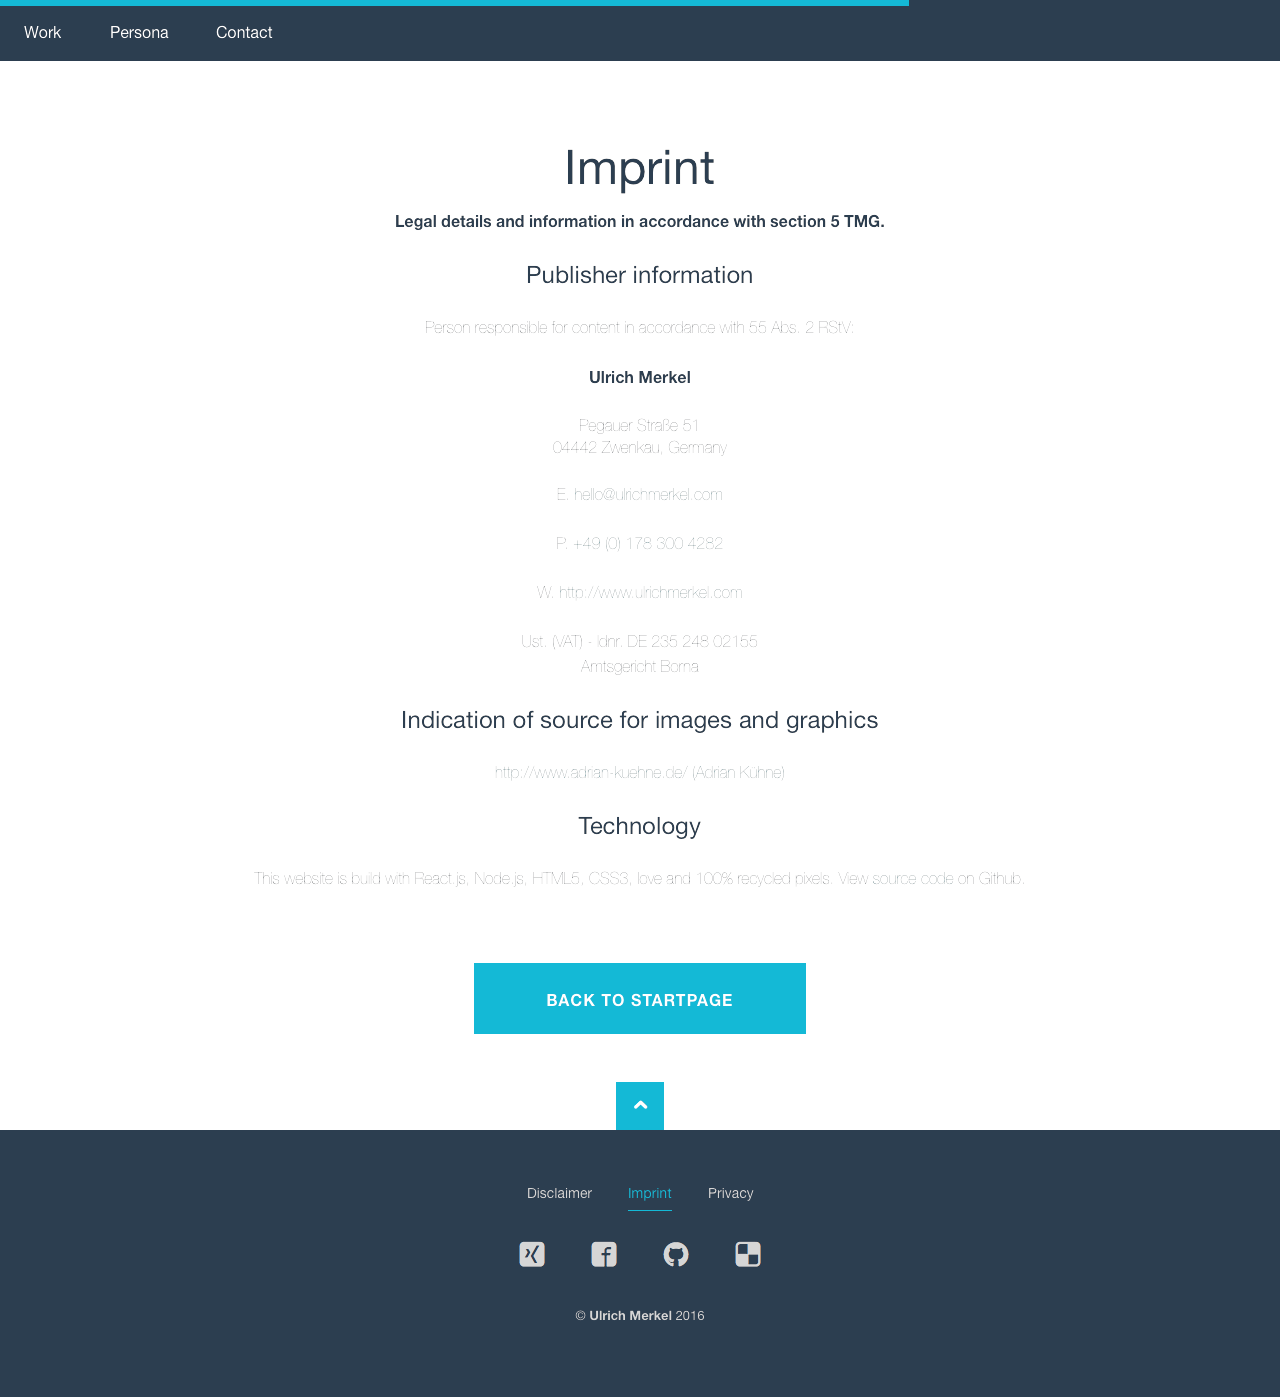 Work Persona Contact
Imprint
Legal details and information in accordance with section 5 TMG.
Publisher information
Person responsible for content in accordance with 55 Abs. 2 RStV:
Ulrich Merkel
Pegauer Straße 51
04442 Zwenkau, Germany
E. hello@ulrichmerkel.com
P. +49 (0) 178 300 4282
W. http://www.ulrichmerkel.com
Ust. (VAT) - Idnr. DE 235 248 02155
Amtsgericht Borna
Indication of source for images and graphics
http://www.adrian-kuehne.de/ (Adrian Kühne)
Technology
This website is build with React.js, Node.js, HTML5, CSS3, love and 100% recycled pixels. View source code on Github.
BACK TO STARTPAGE
Disclaimer Imprint Privacy
© Ulrich Merkel 2016